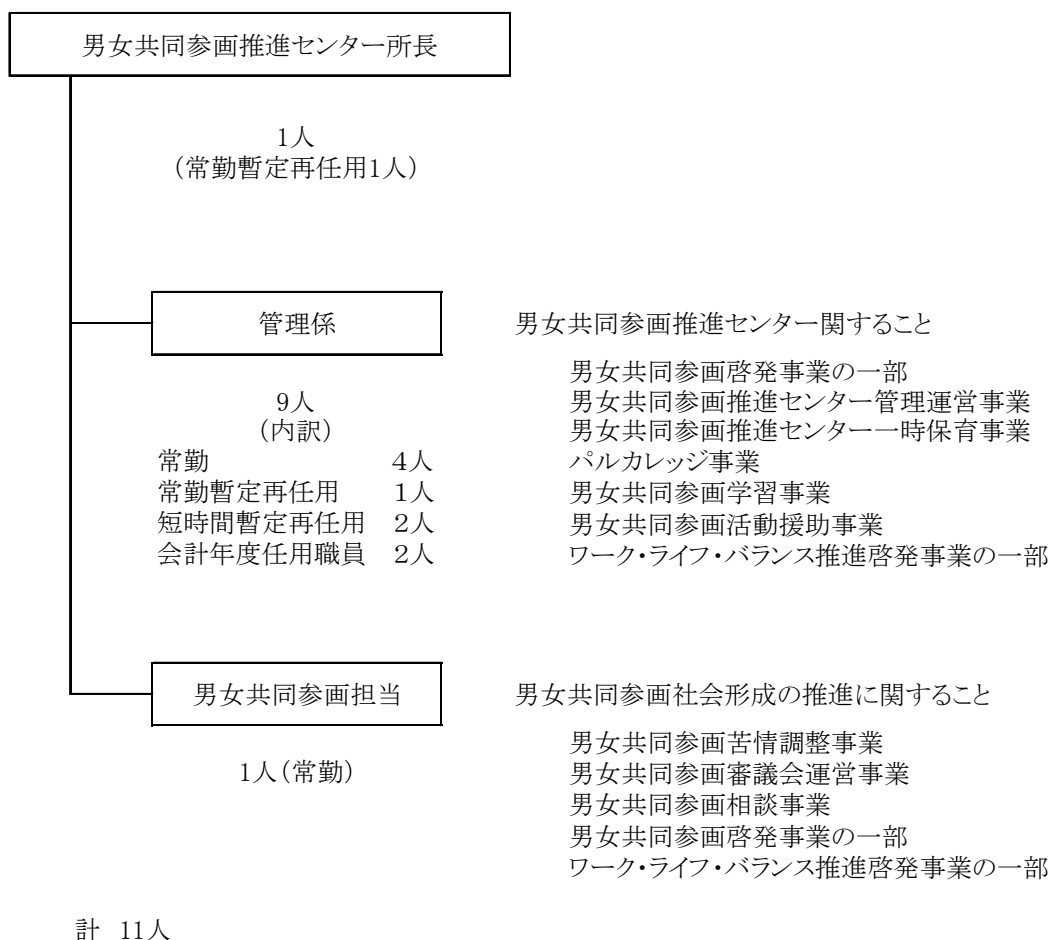 男女共同参画推進センター所長
1人
(常勤暫定再任用1人)
管理係
男女共同参画推進センター関すること
9人
(内訳)
常勤 4人
常勤暫定再任用 1人
短時間暫定再任用 2人
会計年度任用職員 2人
男女共同参画啓発事業の一部
男女共同参画推進センター管理運営事業
男女共同参画推進センター一時保育事業
パルカレッジ事業
男女共同参画学習事業
男女共同参画活動援助事業
ワーク・ライフ・バランス推進啓発事業の一部
男女共同参画担当
男女共同参画社会形成の推進に関すること
1人(常勤)
男女共同参画苦情調整事業
男女共同参画審議会運営事業
男女共同参画相談事業
男女共同参画啓発事業の一部
ワーク・ライフ・バランス推進啓発事業の一部
計 11人